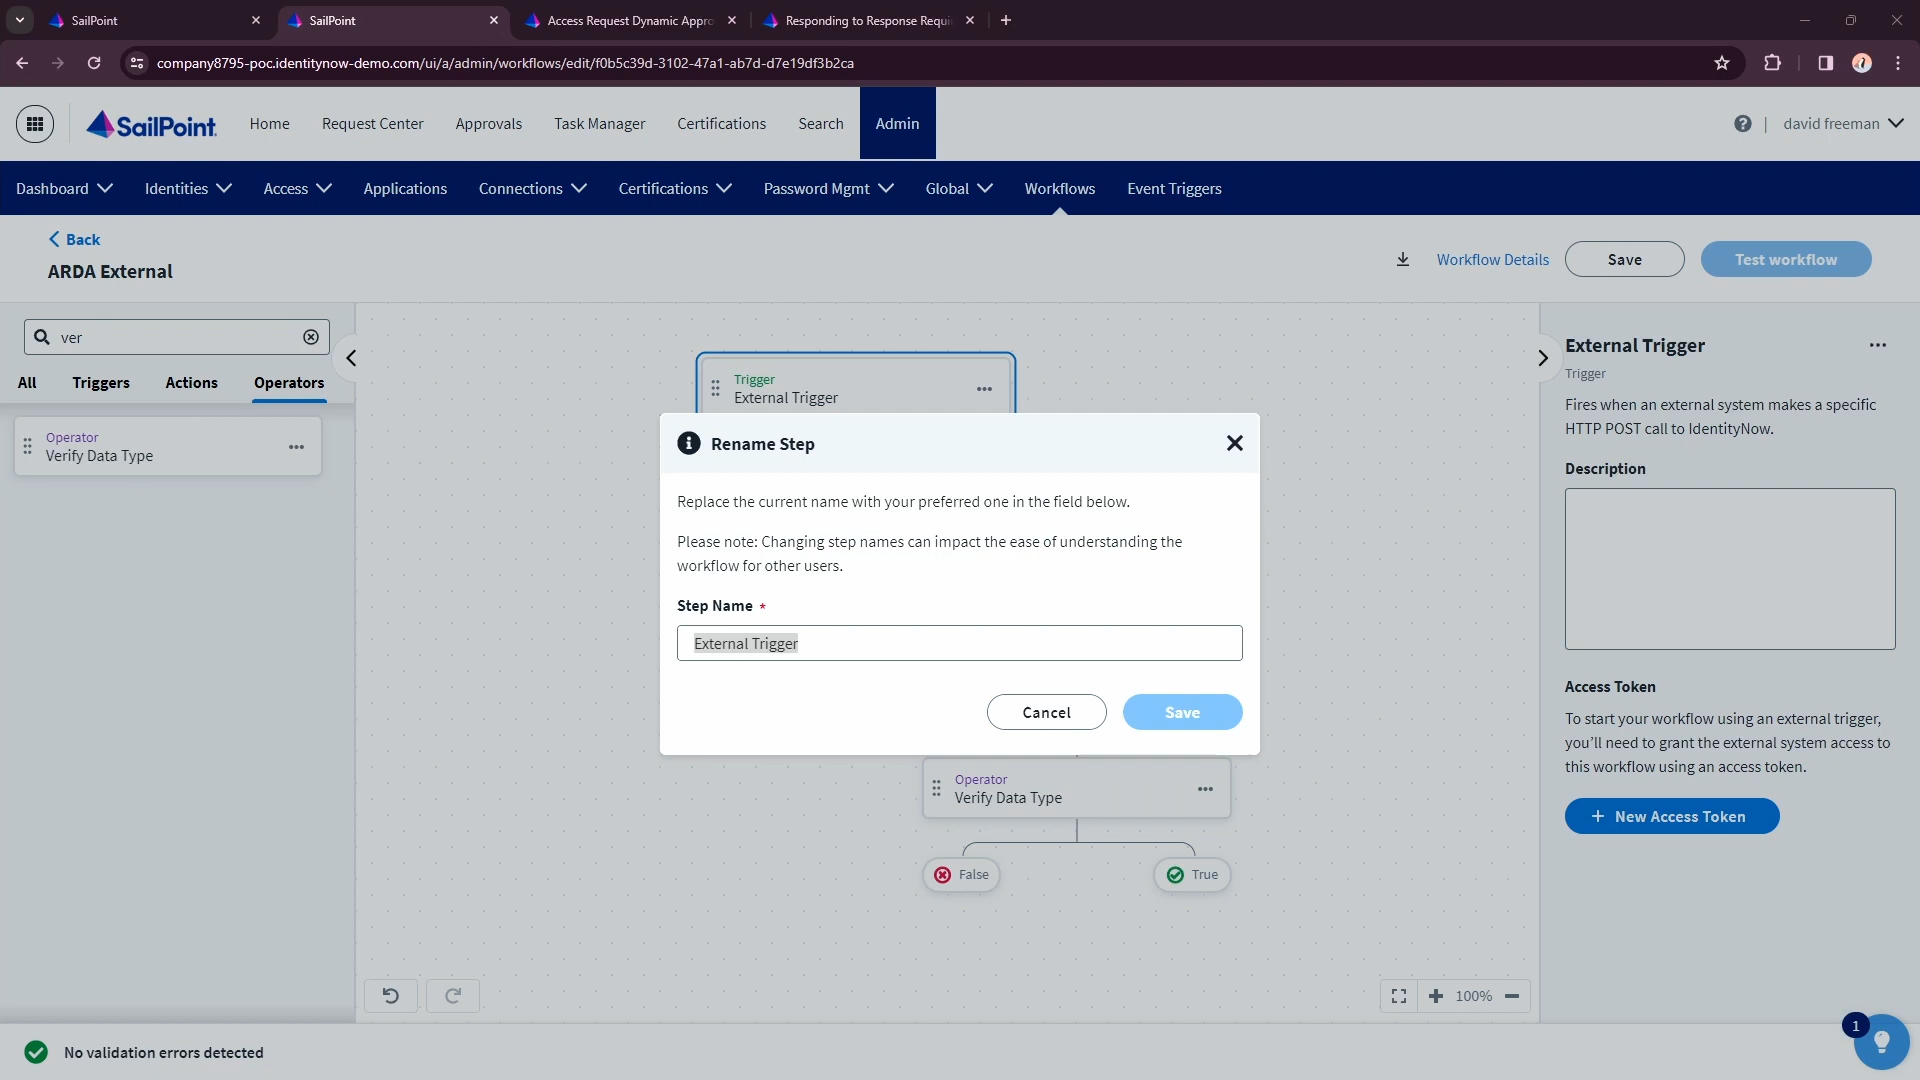 SailPoint
SailPoint
Access Request Dynamic Appro
Responding to Response Requi
company8795-poc.identitynow-demo.com/ui/a/admin/workflows/edit/f0b5c39d-3102-47a1-ab7d-d7e19df3b2ca
SailPoint
Home
Request Center
Approvals
Task Manager
Certifications
Search
Admin
david freeman
Dashboard
Identities
Access
Applications
Connections
Certifications
Password Mgmt
Global
Workflows
Event Triggers
Back
ARDA External
Workflow Details
Save
Test workflow
ver
All
Triggers
Actions
Operators
Operator
Verify Data Type
Trigger
External Trigger
Rename Step
Replace the current name with your preferred one in the field below.
Please note: Changing step names can impact the ease of understanding the
workflow for other users.
Step Name *
External Trigger
Cancel
Save
Operator
Verify Data Type
False
True
100%
External Trigger
Trigger
Fires when an external system makes a specific
HTTP POST call to IdentityNow.
Description
Access Token
To start your workflow using an external trigger,
you'll need to grant the external system access to
this workflow using an access token.
+ New Access Token
No validation errors detected
1